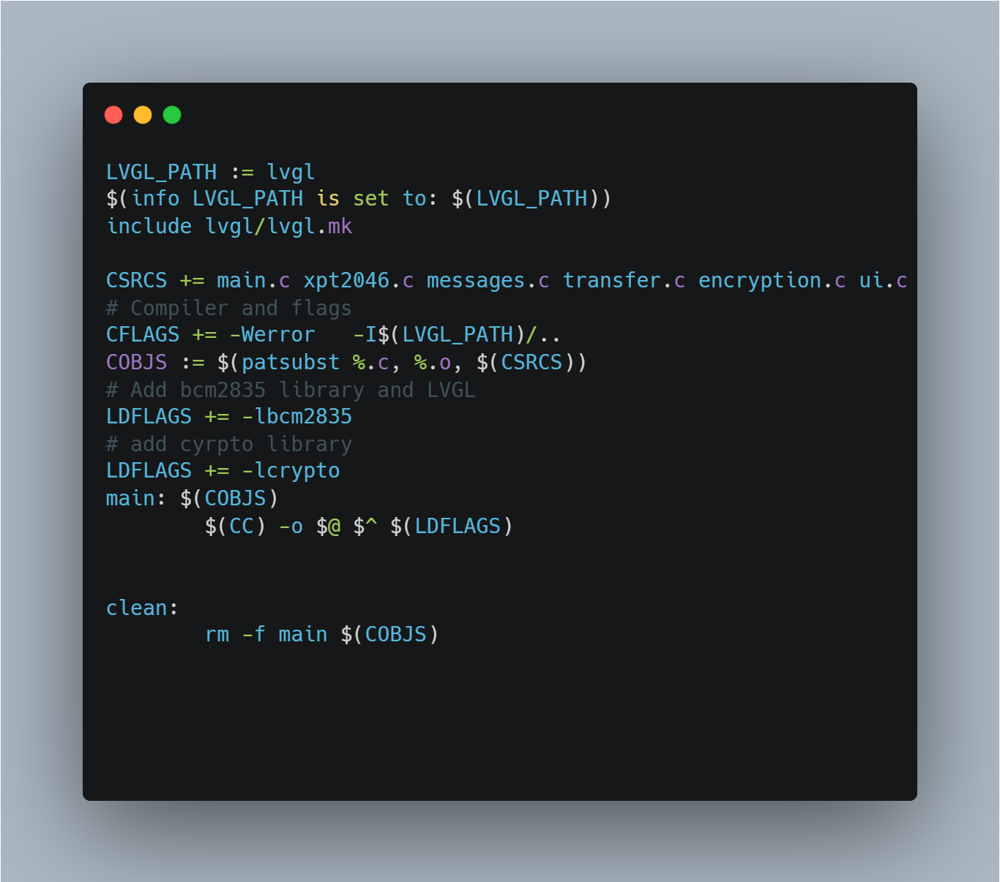 LVGL_PATH := lvgl
$(info LVGL_PATH is set to: $(LVGL_PATH))
include lvgl/lvgl.mk
CSRCS += main.c xpt2046.c messages.c transfer.c encryption.c ui.c
# Compiler and flags
CFLAGS += -Werror   -I$(LVGL_PATH)/..
COBJS := $(patsubst %.c, %.o, $(CSRCS))
# Add bcm2835 library and LVGL
LDFLAGS += -lbcm2835
# add cyrpto library
LDFLAGS += -lcrypto
main: $(COBJS)
        $(CC) -o $@ $^ $(LDFLAGS)
clean:
        rm -f main $(COBJS)